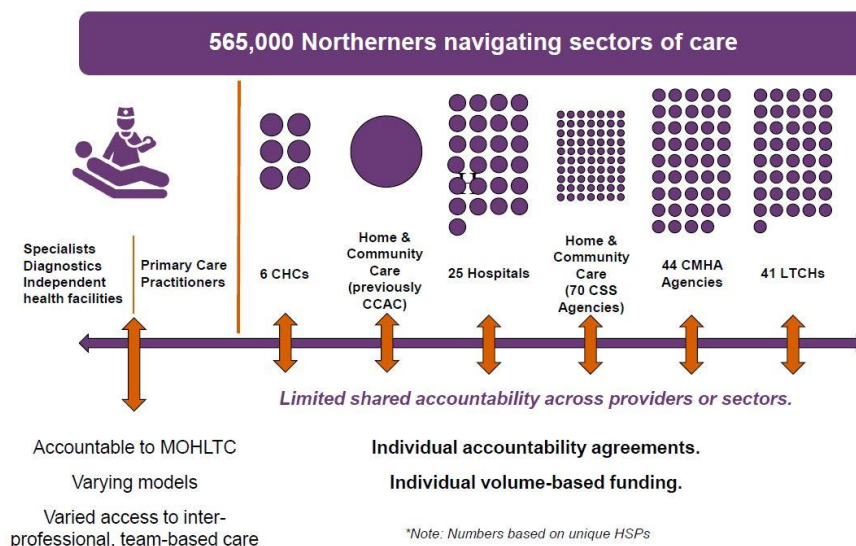 565,000 Northerners navigating sectors of care
H
Specialists
Diagnostics
Independent
health facilities
Primary Care
Practitioners
6 CHCs
Home &
Community
Care
(previously
CCAC)
25 Hospitals
Home &
Community
Care
(70 CSS
Agencies)
44 CMHA
Agencies
41 LTCHs
Limited shared accountability across providers or sectors.
Accountable to MOHLTC
Varying models
Varied access to inter-
professional, team-based care
Individual accountability agreements.
Individual volume-based funding.
*Note: Numbers based on unique HSPs